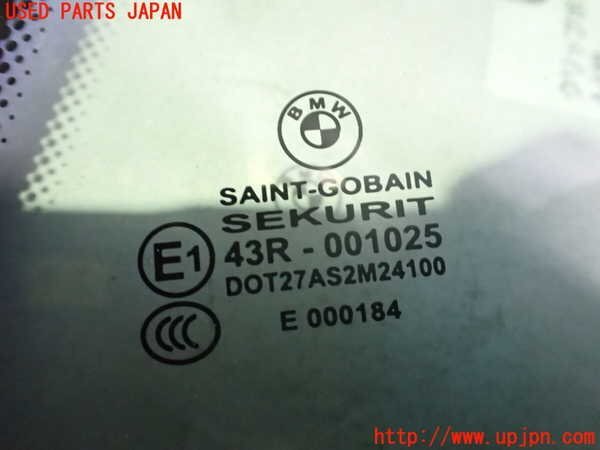 USED PARTS JAPAN
BMW
SAINT-GOBAIN
SEKURIT
E1
43R - 001025
DOT27AS2M24100
CCC
E 000184
http://www.upjpn.com/